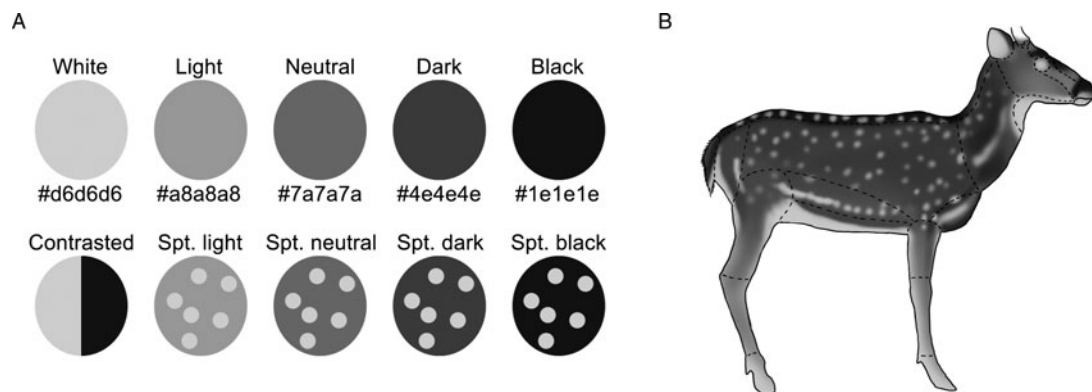 A
B
White Light Neutral Dark Black
#d6d6d6 #a8a8a8 #7a7a7a #4e4e4e #1e1e1e
Contrasted Spt. light Spt. neutral Spt. dark Spt. black